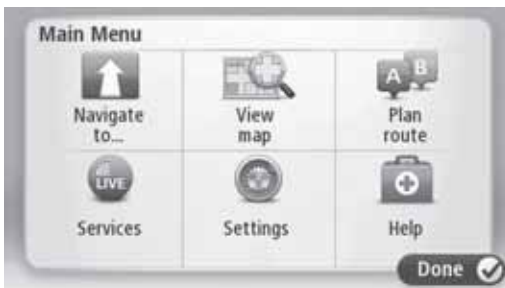 Main Menu
A B
Navigate
to...
View
map
Plan
route
LIVE
Services
Settings
Help
Done